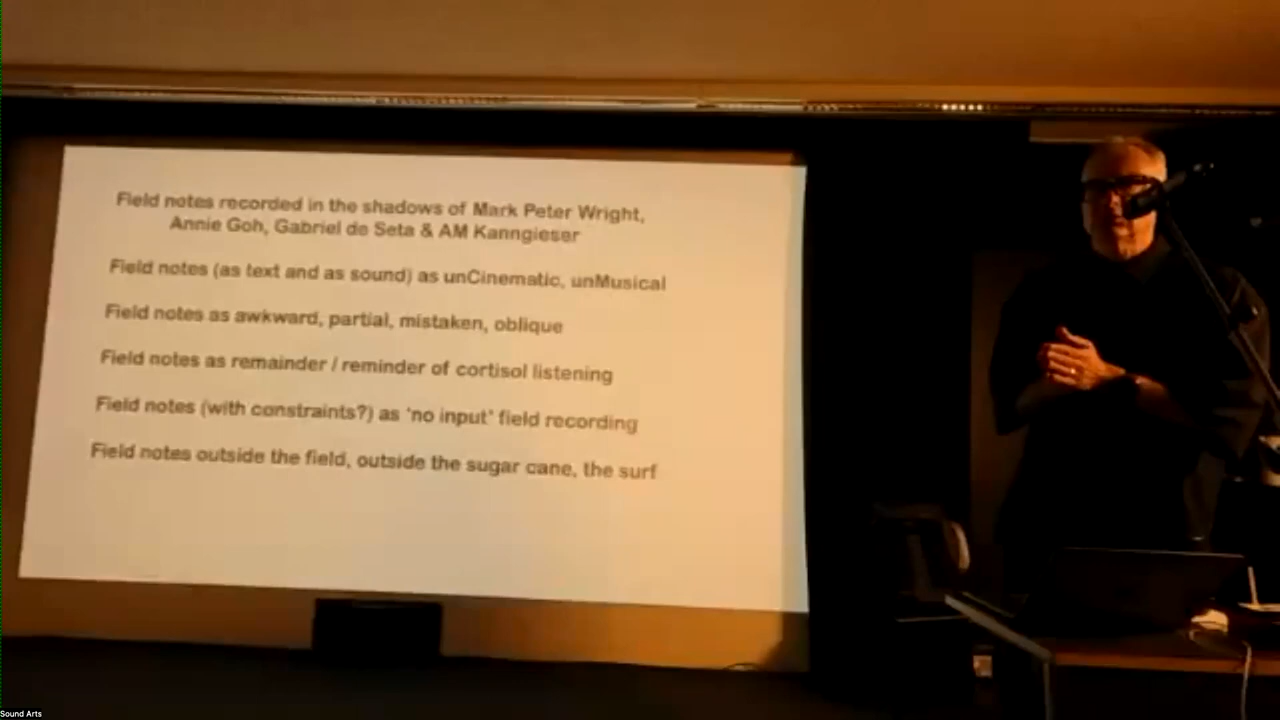 Field notes recorded in the shadows of Mark Peter Wright,
Annie Goh, Gabriel de Seta & AM Kanngieser
Field notes (as text and as sound) as unCinematic, unMusical
Field notes as awkward, partial, mistaken, oblique
Field notes as remainder / reminder of cortisol listening
Field notes (with constraints?) as 'no input' field recording
Field notes outside the field, outside the sugar cane, the surf
Sound Arts